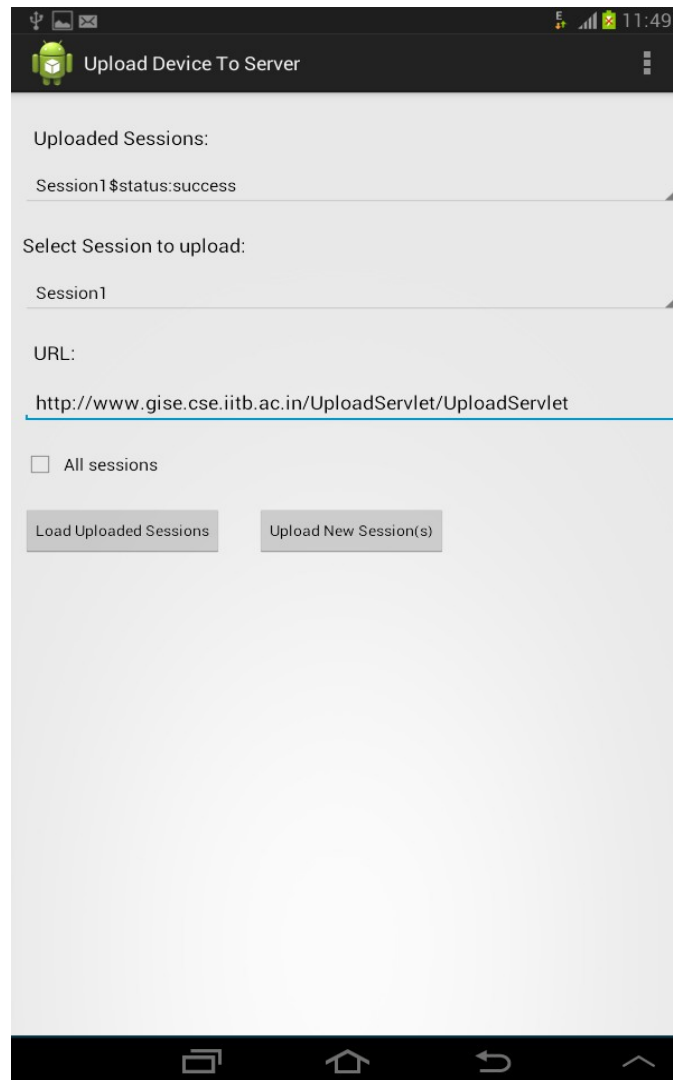 E 11:49
Upload Device To Server
Uploaded Sessions:
Session1$status:success
Select Session to upload:
Session1
URL:
http://www.gise.cse.iitb.ac.in/UploadServlet/UploadServlet
All sessions
Load Uploaded Sessions Upload New Session(s)